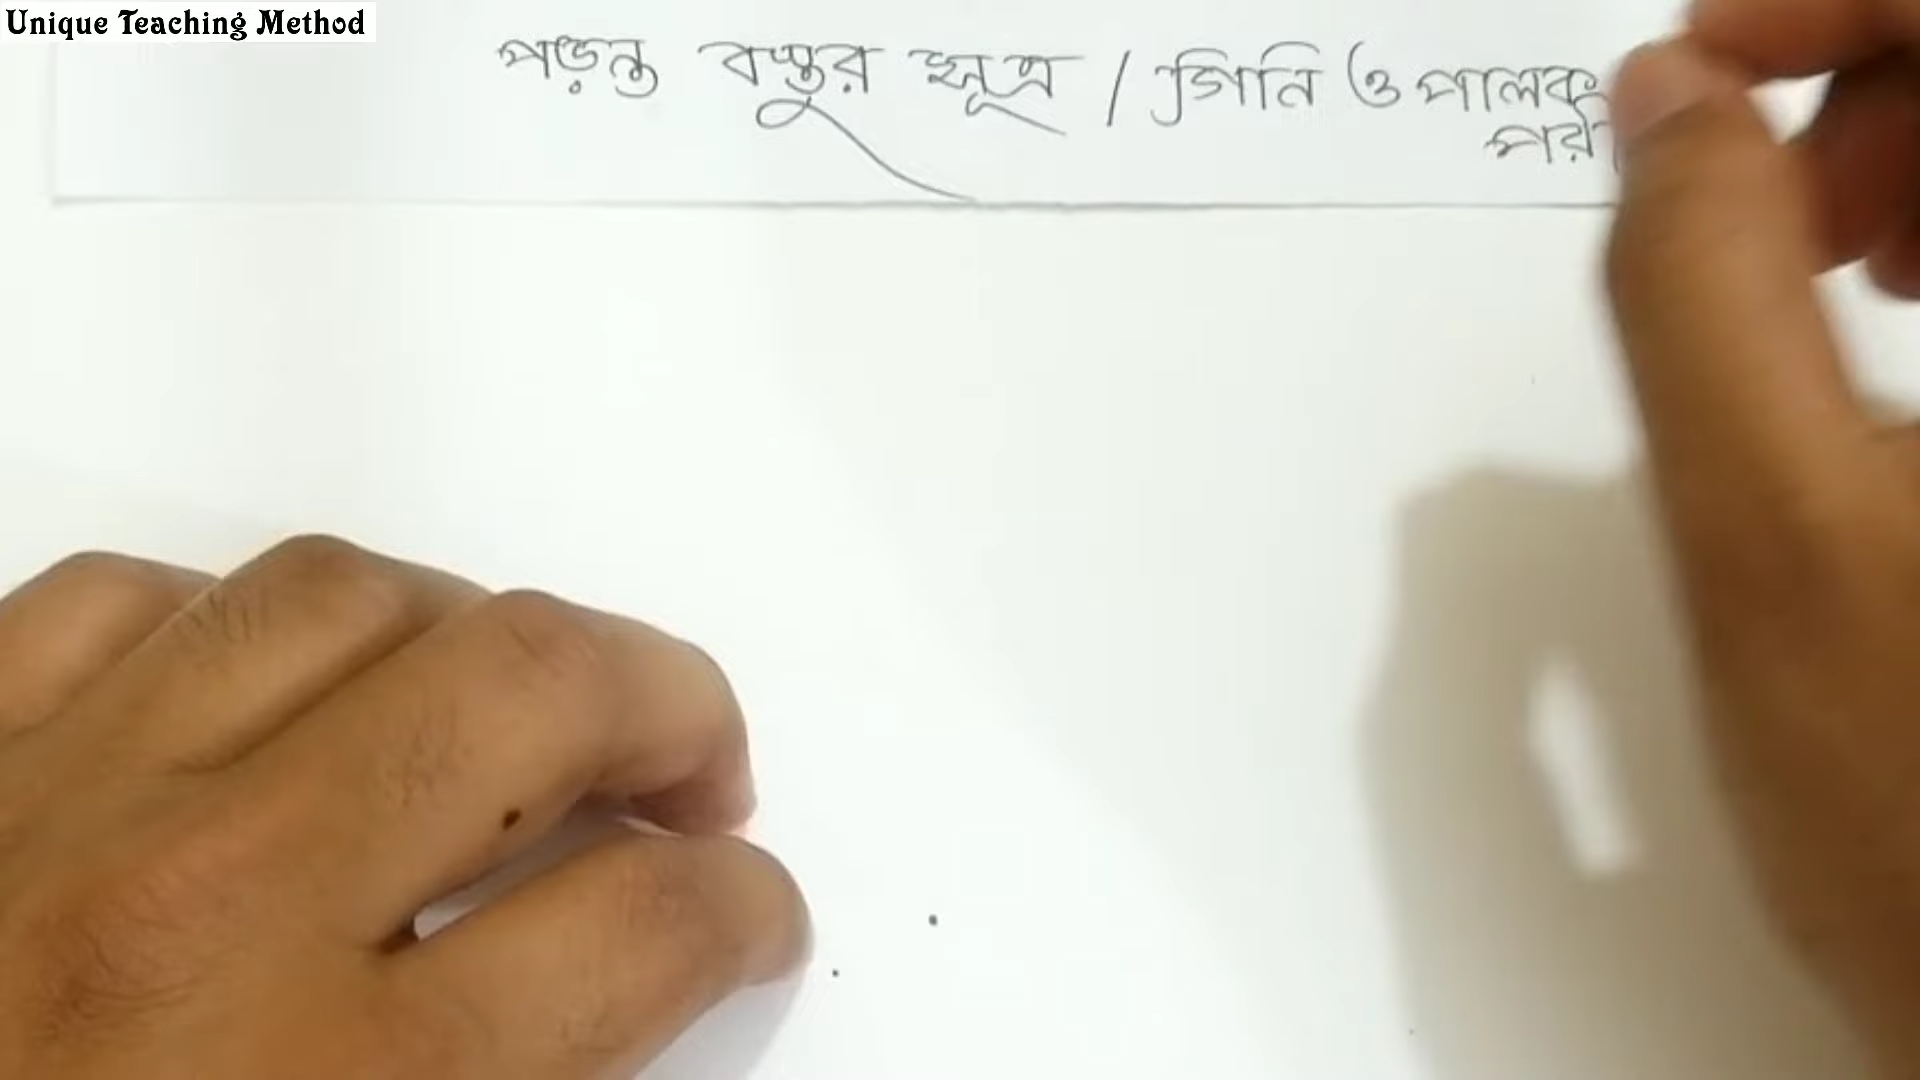 Unique Teaching Method
পড়ন্ত বস্তুর সূত্র / গিনি ও পালক